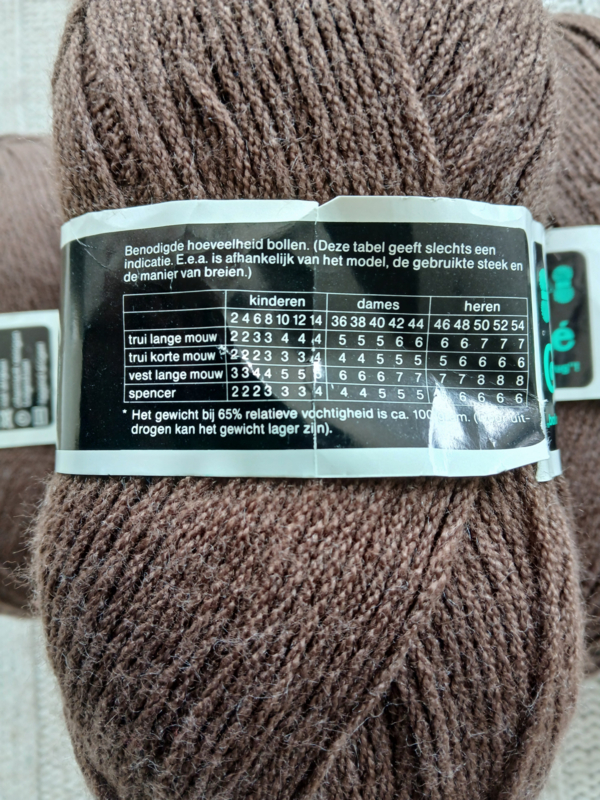 Benodigde hoeveelheid bollen. (Deze tabel geeft slechts een
indicatie. E.e.a. is afhankelijk van het model, de gebruikte steek en
de manier van breien.)
kinderen dames heren
2 4 6 8 10 12 14 36 38 40 42 44 46 48 50 52 54
trui lange mouw 2 2 3 3 4 4 4 5 5 5 6 6 6 6 7 7 7
trui korte mouw 2 2 2 3 3 3 4 4 4 5 5 5 5 6 6 6 6
vest lange mouw 3 3 4 4 5 5 5 6 6 6 7 7 7 7 8 8 8
spencer 2 2 2 3 3 3 4 4 4 5 5 5 6 6 6 6
* Het gewicht bij 65% relatieve vochtigheid is ca. 100 uit-
drogen kan het gewicht lager zijn).